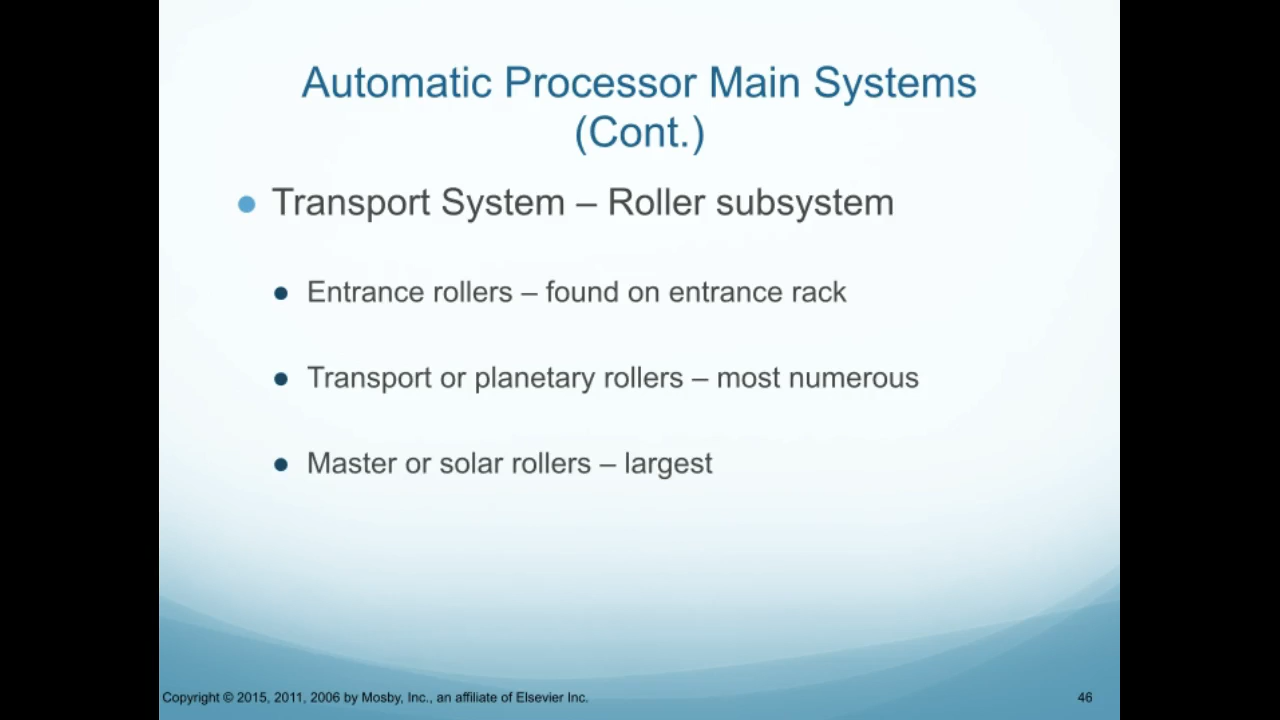 Automatic Processor Main Systems
(Cont.)
Transport System – Roller subsystem
Entrance rollers – found on entrance rack
Transport or planetary rollers – most numerous
Master or solar rollers – largest
Copyright © 2015, 2011, 2006 by Mosby, Inc., an affiliate of Elsevier Inc.
46